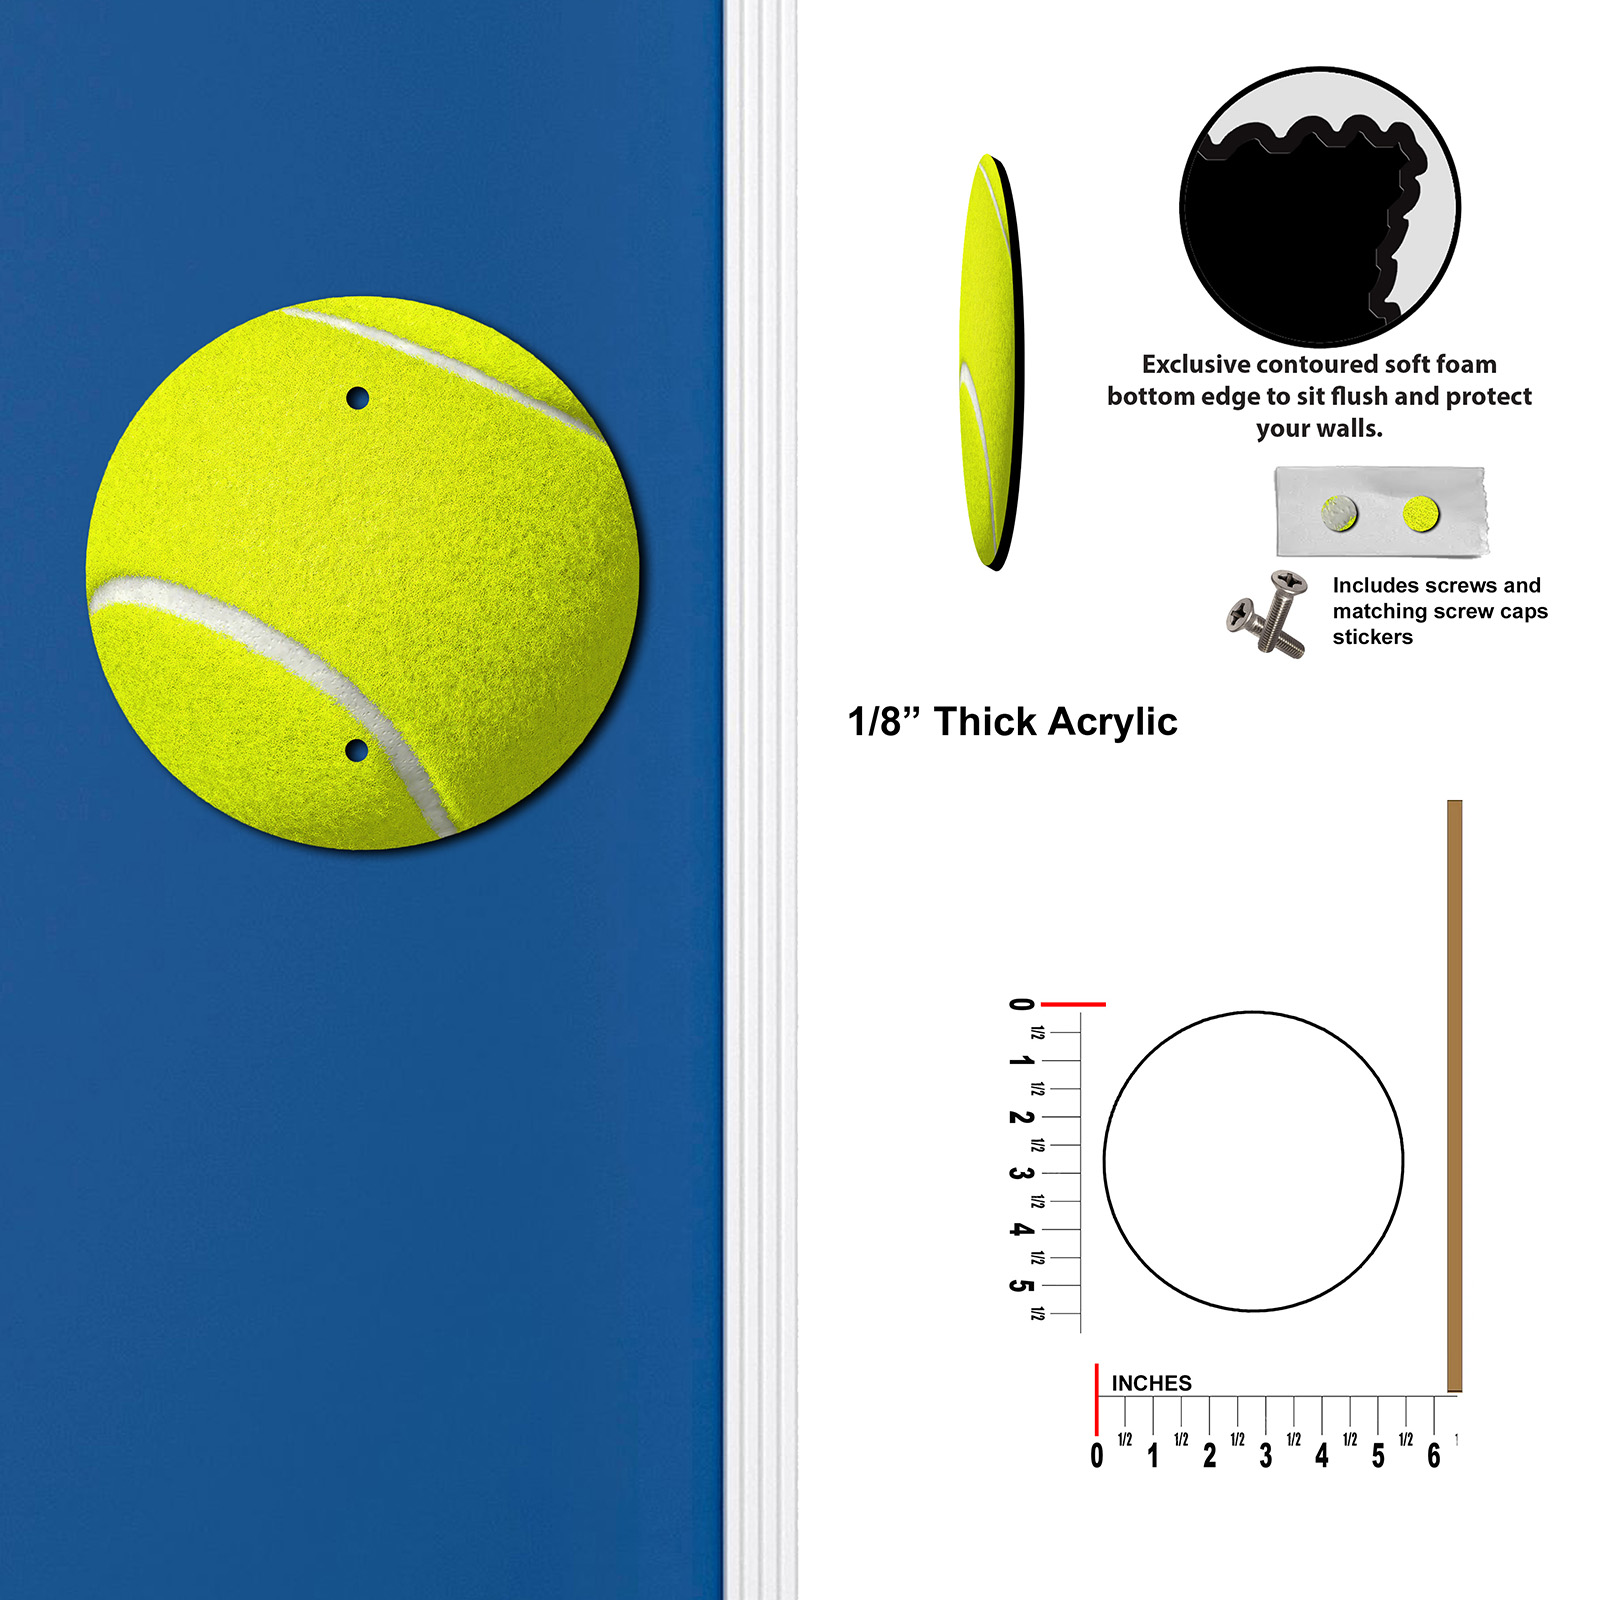 Exclusive contoured soft foam
bottom edge to sit flush and protect
your walls.
Includes screws and
matching screw caps
stickers
1/8” Thick Acrylic
0
1/2
1
1/2
2
1/2
3
1/2
4
1/2
5
1/2
INCHES
0 1/2 1 1/2 2 1/2 3 1/2 4 1/2 5 1/2 6